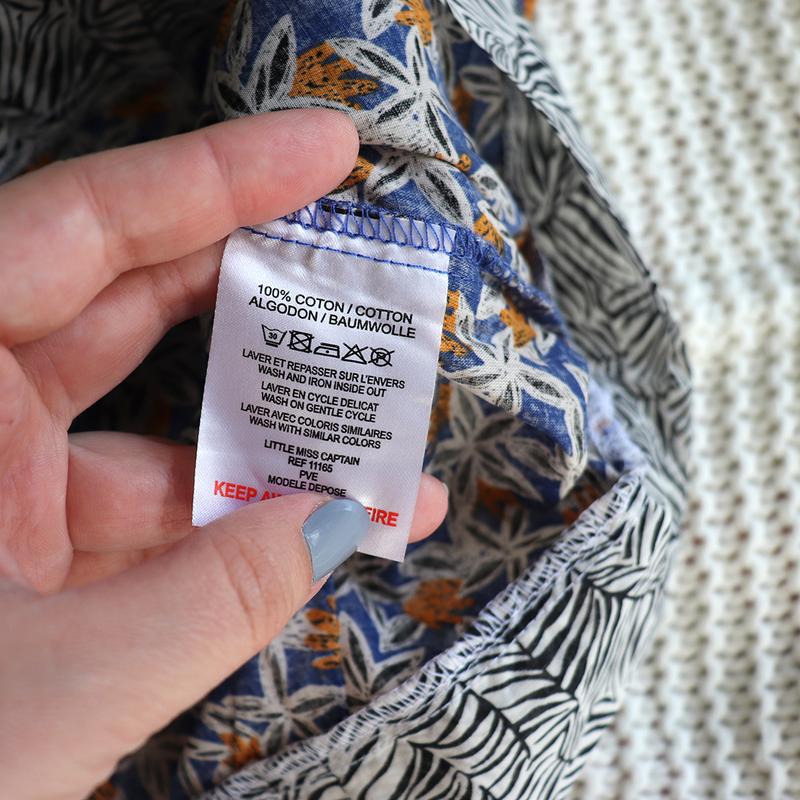 100% COTON / COTTON
ALGODON / BAUMWOLLE
30
LAVER ET REPASSER SUR L'ENVERS
WASH AND IRON INSIDE OUT
LAVER EN CYCLE DELICAT
WASH ON GENTLE CYCLE
LAVER AVEC COLORIS SIMILAIRES
WASH WITH SIMILAR COLORS
LITTLE MISS CAPTAIN
REF 11165
PVE
MODELE DEPOSE
KEEP FIRE